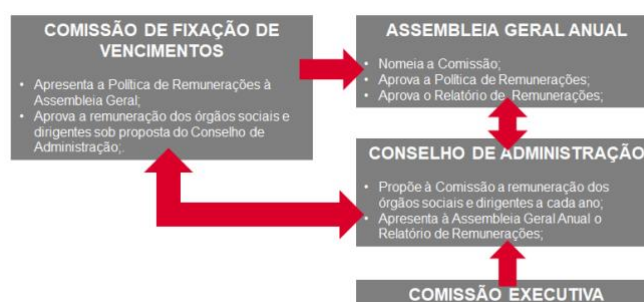 COMISSÃO DE FIXAÇÃO DE
VENCIMENTOS
• Apresenta a Política de Remunerações à
Assembleia Geral;
• Aprova a remuneração dos órgãos sociais e
dirigentes sob proposta do Conselho de
Administração;.
ASSEMBLEIA GERAL ANUAL
• Nomeia a Comissão;
• Aprova a Política de Remunerações;
• Aprova o Relatório de Remunerações;
CONSELHO DE ADMINISTRAÇÃO
• Propõe à Comissão a remuneração dos
órgãos sociais e dirigentes a cada ano;
• Apresenta à Assembleia Geral Anual o
Relatório de Remunerações;
COMISSÃO EXECUTIVA